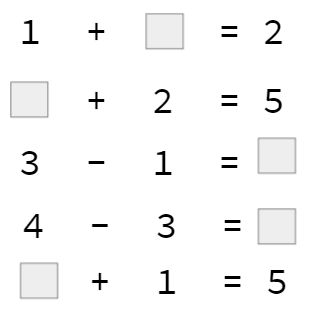 1 + □ = 2
□ + 2 = 5
3 − 1 = □
4 − 3 = □
□ + 1 = 5